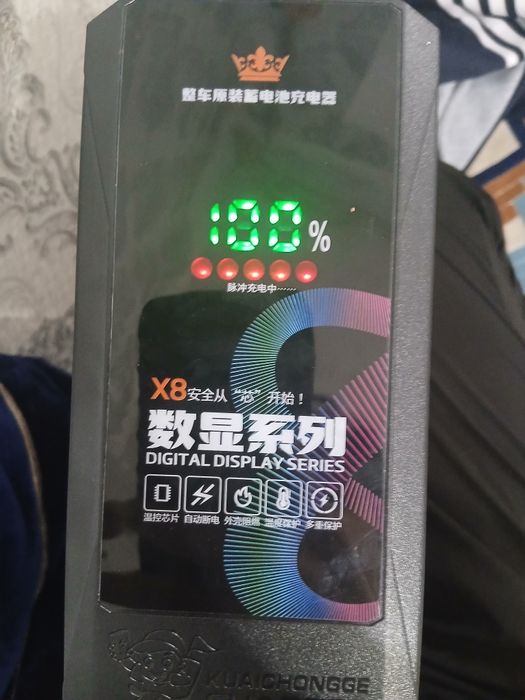 整车原装蓄电池充电器
100%
脉冲充电中……
X8安全从“芯”开始！
数显系列
DIGITAL DISPLAY SERIES
温控芯片 自动断电 外壳阻燃 温度保护 多重保护
KUAICHONGGE